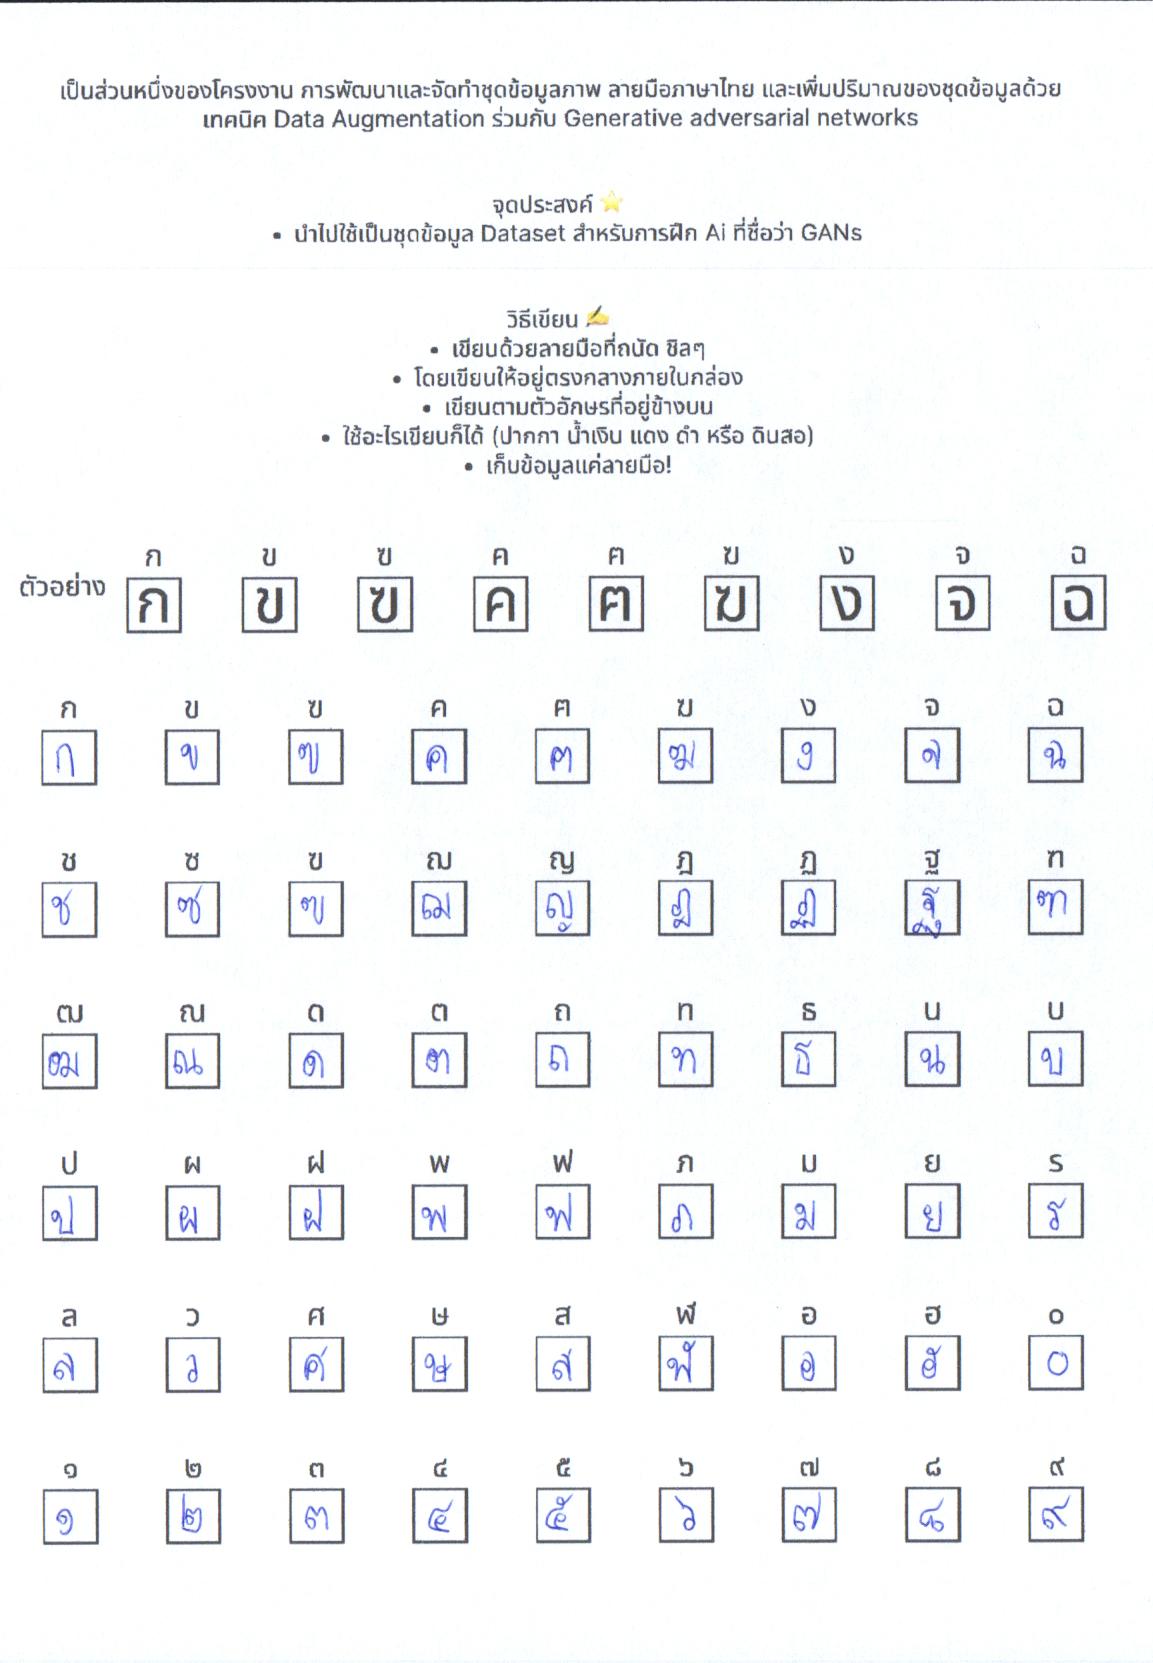 เป็นส่วนหนึ่งของโครงงาน การพัฒนาและจัดทำชุดข้อมูลภาพ ลายมือภาษาไทย และเพิ่มปริมาณของชุดข้อมูลด้วย
เทคนิค Data Augmentation ร่วมกับ Generative adversarial networks
จุดประสงค์ ⭐
• นำไปใช้เป็นชุดข้อมูล Dataset สำหรับการฝึก Ai ที่ชื่อว่า GANs
วิธีเขียน ✍
• เขียนด้วยลายมือที่ถนัด ชิลๆ
• โดยเขียนให้อยู่ตรงกลางภายในกล่อง
• เขียนตามตัวอักษรที่อยู่ข้างบน
• ใช้อะไรเขียนก็ได้ (ปากกา น้ำเงิน แดง ดำ หรือ ดินสอ)
• เก็บข้อมูลแค่ลายมือ!
ก ข ฃ ค ฅ ฆ ง จ ฉ
ตัวอย่าง ก ข ฃ ค ฅ ฆ ง จ ฉ
ก ข ฃ ค ฅ ฆ ง จ ฉ
ก ข ฃ ค ฅ ฆ ง จ ฉ
ช ซ ฃ ฌ ญ ฎ ฏ ฐ ฑ
ช ซ ฃ ฌ ญ ฎ ฏ ฐ ฑ
ฒ ณ ด ต ถ ท ธ น บ
ฒ ณ ด ต ถ ท ธ น บ
ป ผ ฝ พ ฟ ภ ม ย ร
ป ผ ฝ พ ฟ ภ ม ย ร
ล ว ศ ษ ส ฬ อ ฮ ๐
ล ว ศ ษ ส ฬ อ ฮ ๐
๑ ๒ ๓ ๔ ๕ ๖ ๗ ๘ ๙
๑ ๒ ๓ ๔ ๕ ๖ ๗ ๘ ๙